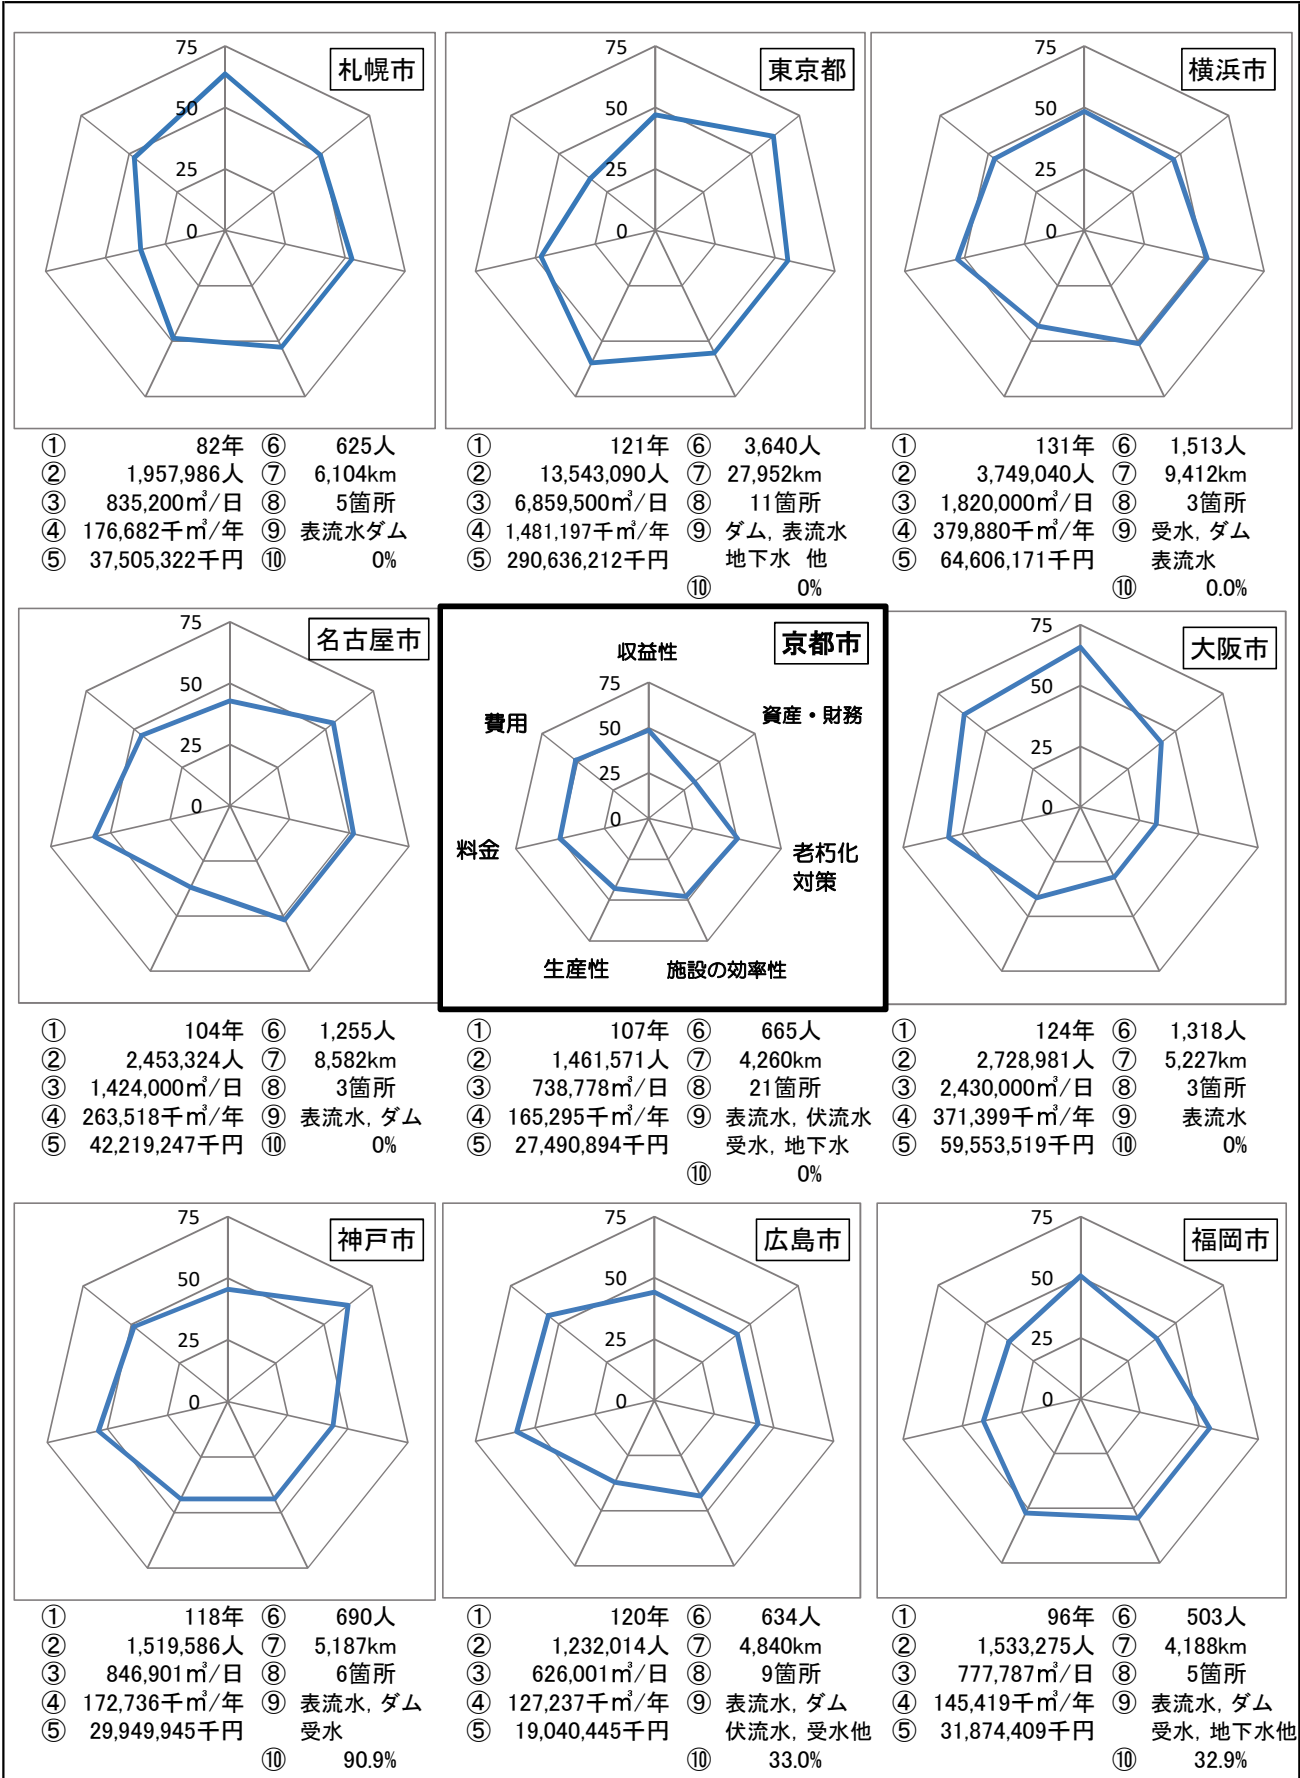 札幌市
75
50
25
0
① 82年 ⑥ 625人
② 1,957,986人 ⑦ 6,104km
③ 835,200㎥/日 ⑧ 5箇所
④ 176,682千㎥/年 ⑨ 表流水ダム
⑤ 37,505,322千円 ⑩ 0%
東京都
75
50
25
0
① 121年 ⑥ 3,640人
② 13,543,090人 ⑦ 27,952km
③ 6,859,500㎥/日 ⑧ 11箇所
④ 1,481,197千㎥/年 ⑨ ダム, 表流水
⑤ 290,636,212千円 地下水 他
⑩ 0%
横浜市
75
50
25
0
① 131年 ⑥ 1,513人
② 3,749,040人 ⑦ 9,412km
③ 1,820,000㎥/日 ⑧ 3箇所
④ 379,880千㎥/年 ⑨ 受水, ダム
⑤ 64,606,171千円 表流水
⑩ 0.0%
名古屋市
75
50
25
0
① 104年 ⑥ 1,255人
② 2,453,324人 ⑦ 8,582km
③ 1,424,000㎥/日 ⑧ 3箇所
④ 263,518千㎥/年 ⑨ 表流水, ダム
⑤ 42,219,247千円 ⑩ 0%
京都市
収益性
資産・財務
老朽化
対策
施設の効率性
生産性
料金
費用
75
50
25
0
① 107年 ⑥ 665人
② 1,461,571人 ⑦ 4,260km
③ 738,778㎥/日 ⑧ 21箇所
④ 165,295千㎥/年 ⑨ 表流水, 伏流水
⑤ 27,490,894千円 受水, 地下水
⑩ 0%
大阪市
75
50
25
0
① 124年 ⑥ 1,318人
② 2,728,981人 ⑦ 5,227km
③ 2,430,000㎥/日 ⑧ 3箇所
④ 371,399千㎥/年 ⑨ 表流水
⑤ 59,553,519千円 ⑩ 0%
神戸市
75
50
25
0
① 118年 ⑥ 690人
② 1,519,586人 ⑦ 5,187km
③ 846,901㎥/日 ⑧ 6箇所
④ 172,736千㎥/年 ⑨ 表流水, ダム
⑤ 29,949,945千円 受水
⑩ 90.9%
広島市
75
50
25
0
① 120年 ⑥ 634人
② 1,232,014人 ⑦ 4,840km
③ 626,001㎥/日 ⑧ 9箇所
④ 127,237千㎥/年 ⑨ 表流水, ダム
⑤ 19,040,445千円 伏流水, 受水他
⑩ 33.0%
福岡市
75
50
25
0
① 96年 ⑥ 503人
② 1,533,275人 ⑦ 4,188km
③ 777,787㎥/日 ⑧ 5箇所
④ 145,419千㎥/年 ⑨ 表流水, ダム
⑤ 31,874,409千円 受水, 地下水他
⑩ 32.9%